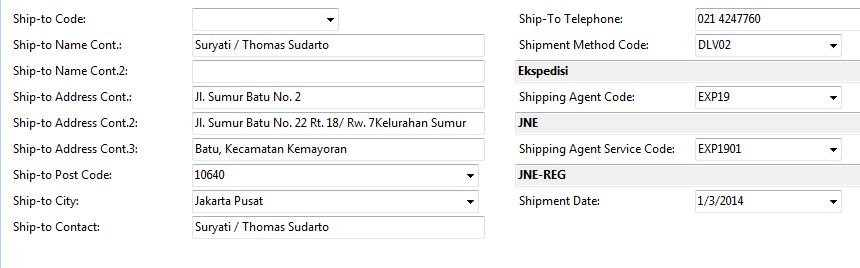 Ship-to Code:
Ship-to Name Cont.: Suryati / Thomas Sudarto
Ship-to Name Cont.2:
Ship-to Address Cont.: Jl. Sumur Batu No. 2
Ship-to Address Cont.2: Jl. Sumur Batu No. 22 Rt. 18/ Rw. 7Kelurahan Sumur
Ship-to Address Cont.3: Batu, Kecamatan Kemayoran
Ship-to Post Code: 10640
Ship-to City: Jakarta Pusat
Ship-to Contact: Suryati / Thomas Sudarto
Ship-To Telephone: 021 4247760
Shipment Method Code: DLV02
Ekspedisi
Shipping Agent Code: EXP19
JNE
Shipping Agent Service Code: EXP1901
JNE-REG
Shipment Date: 1/3/2014